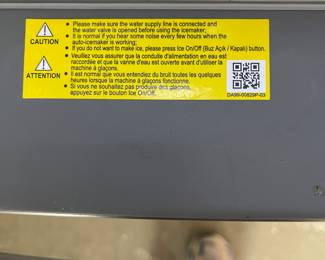 CAUTION
• Please make sure the water supply line is connected and
the water valve is opened before using the icemaker;
• It is normal if you hear some noise every few hours when the
auto-icemaker is working;
• If you do not want to make ice, please press Ice On/Off (Buz Açik / Kapali) button.
ATTENTION
• Veuillez vous assurer que la conduite d'alimentation en eau est
raccordée et que la vanne d'eau est ouverte avant d'utiliser la
machine à glaçons.
• Il est normal que vous entendiez du bruit toutes les quelques
heures lorsque la machine à glaçons fonctionne.
• Si vous ne souhaitez pas produire des glaçons,
appuyez sur le bouton Ice On/Off.
DA99-00829P-03